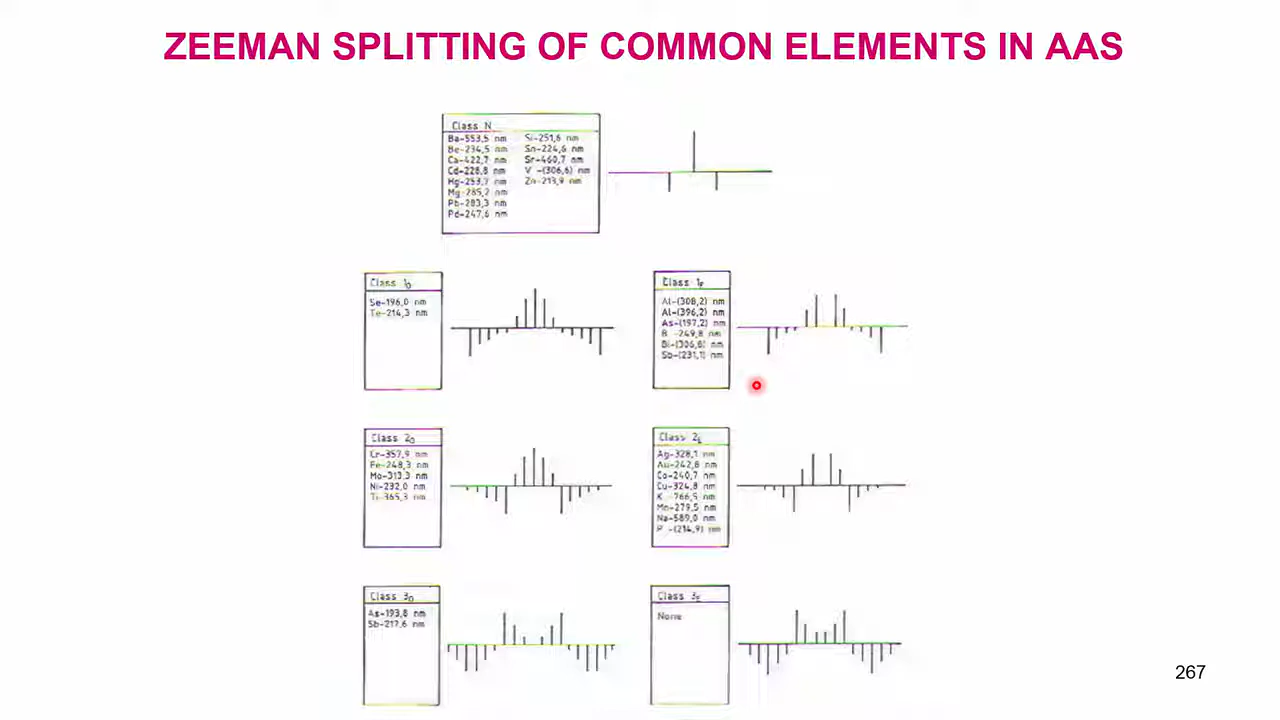 ZEEMAN SPLITTING OF COMMON ELEMENTS IN AAS
Class N
Ba-553,5 nm Si-251,6 nm
Be-234,5 nm Sn-224,6 nm
Ca-422,7 nm Sr-460,7 nm
Cd-228,8 nm V -(306,6) nm
Hg-253,7 nm Zn-213,9 nm
Mg-285,2 nm
Pb-283,3 nm
Pd-247,6 nm
Class 1O
Se-196,0 nm
Te-214,3 nm
Class 1E
Al-(308,2) nm
Al-(396,2) nm
As-(197,2) nm
B -249,8 nm
Bi-(306,8) nm
Sb-(231,1) nm
Class 2O
Cr-357,9 nm
Fe-248,3 nm
Mo-313,3 nm
Ni-232,0 nm
Ti-365,3 nm
Class 2E
Ag-328,1 nm
Au-242,8 nm
Co-240,7 nm
Cu-324,8 nm
K -766,5 nm
Mn-279,5 nm
Na-589,0 nm
P -(214,9) nm
Class 3O
As-193,8 nm
Sb-217,6 nm
Class 3E
None
267